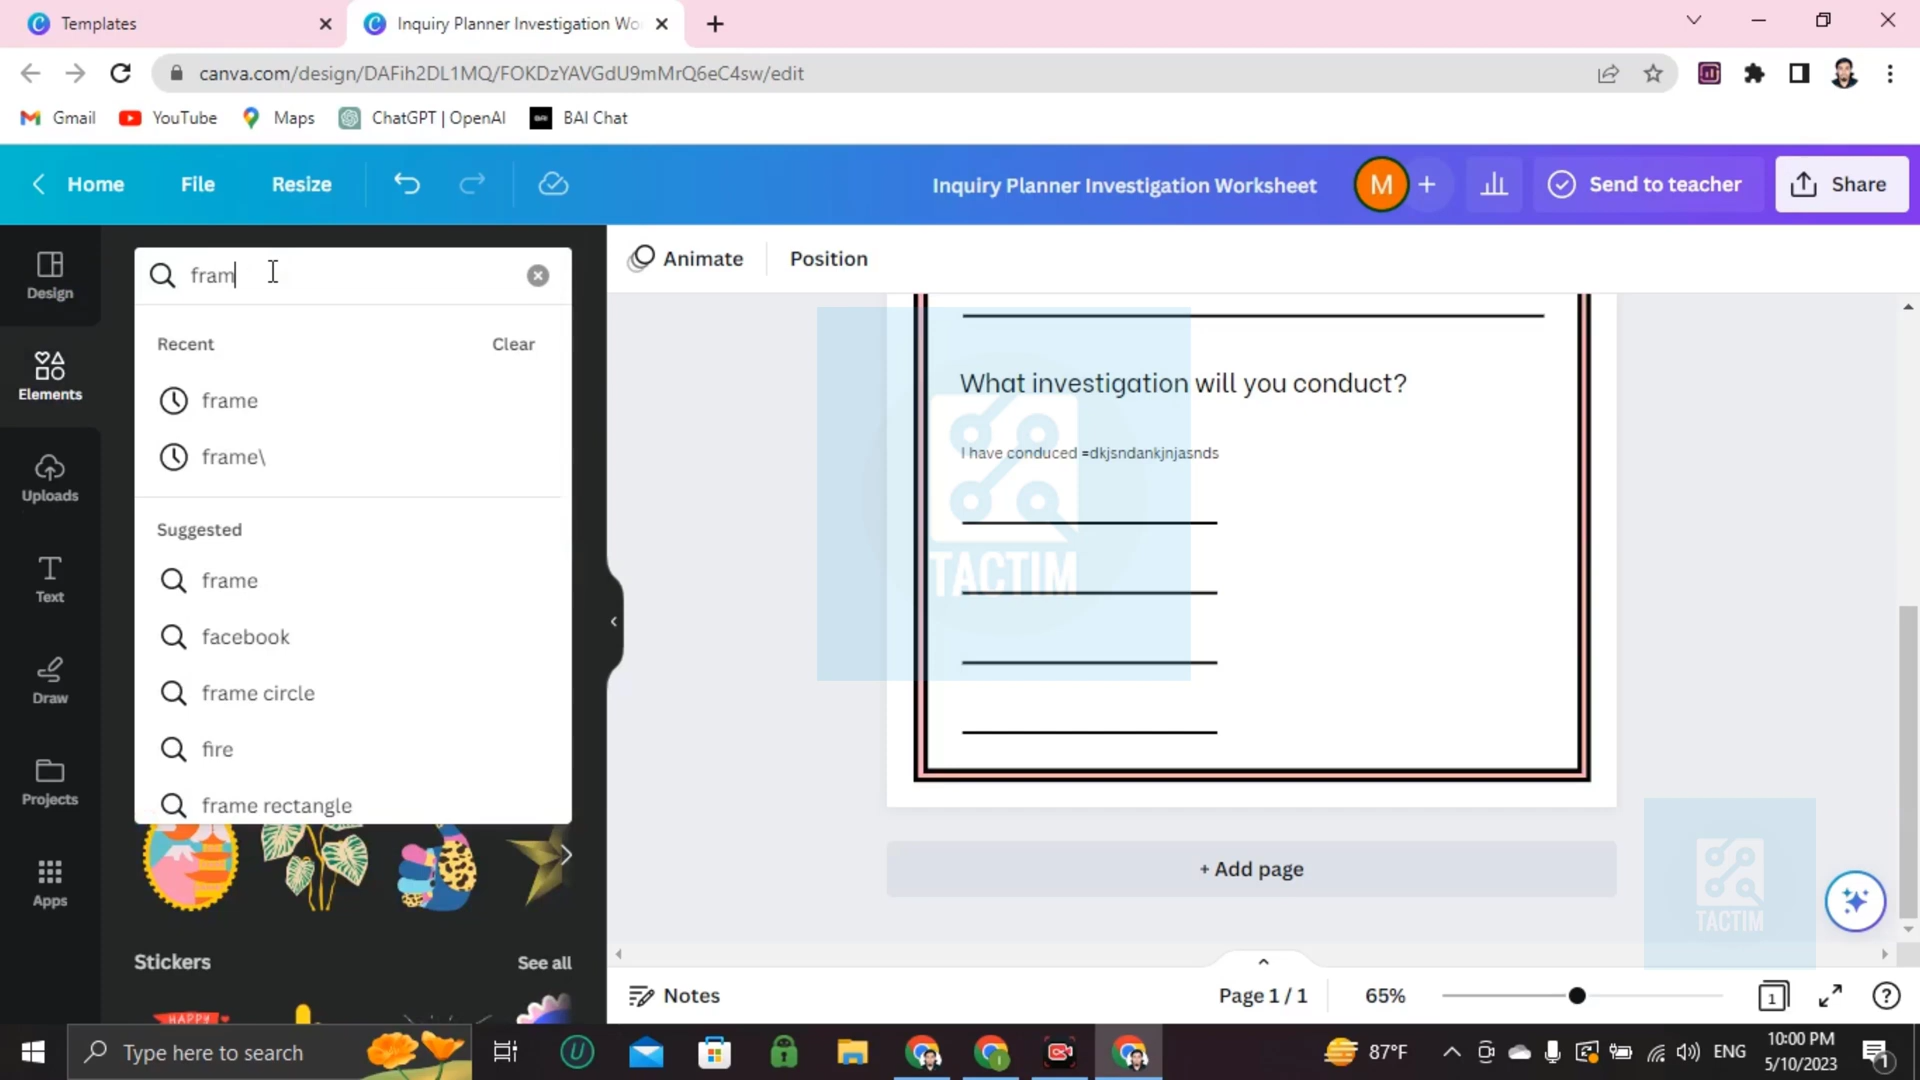 Templates
Inquiry Planner Investigation Wo
canva.com/design/DAFih2DL1MQ/FOKDzYAVGdU9mMrQ6eC4sw/edit
Gmail
YouTube
Maps
ChatGPT | OpenAI
BAI Chat
Home
File
Resize
Inquiry Planner Investigation Worksheet
M
Send to teacher
Share
Design
Elements
Uploads
Text
Draw
Projects
Apps
fram
Recent
Clear
frame
frame\
Suggested
frame
facebook
frame circle
fire
frame rectangle
Stickers
See all
HAPPY
Animate
Position
What investigation will you conduct?
I have conduced =dkjsndankjnjasnds
TACTIM
+ Add page
TACTIM
Notes
Page 1 / 1
65%
1
Type here to search
87°F
ENG
10:00 PM
5/10/2023
1